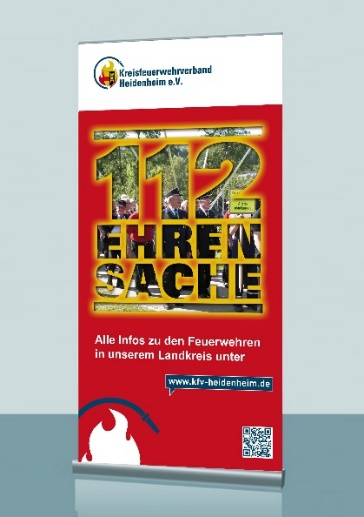 Kreisfeuerwehrverband
Heidenheim e.V.
112
EHREN
SACHE
Alle Infos zu den Feuerwehren
in unserem Landkreis unter
www.kfv-heidenheim.de